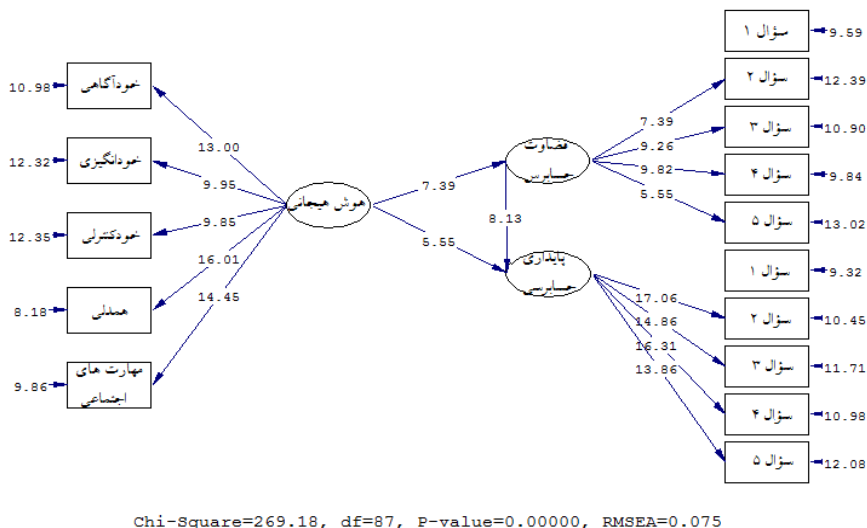 سؤال ۱
9.59
خودآگاهی
10.98
سؤال ۲
12.39
13.00
7.39
سؤال ۳
10.90
خودانگیزی
12.32
9.95
قضاوت
حسابرس
9.26
سؤال ۴
9.84
هوش هیجانی
7.39
9.82
5.55
سؤال ۵
13.02
خودکنترلی
12.35
9.85
8.13
5.55
16.01
پایداری
حسابرسی
سؤال ۱
9.32
همدلی
8.18
14.45
17.06
سؤال ۲
10.45
14.86
16.31
سؤال ۳
11.71
13.86
مهارت های
اجتماعی
9.86
سؤال ۴
10.98
سؤال ۵
12.08
Chi-Square=269.18, df=87, P-value=0.00000, RMSEA=0.075